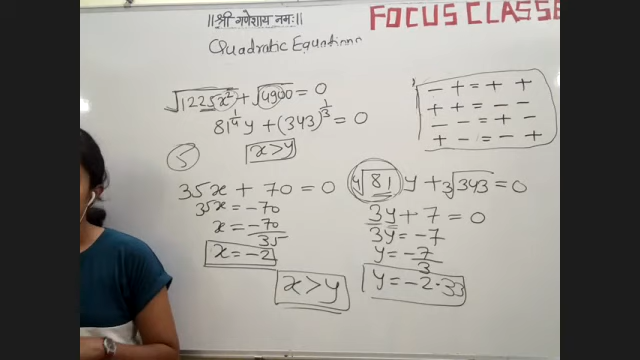 ||श्री गणेशाय नमः||
FOCUS CLASSE
Quadratic Equations
√1225x² + √4900 = 0
81^(1/4) y + (343)^(1/3) = 0
x > y
5
35x + 70 = 0
35x = -70
x = -70/35
x = -2
x > y
⁴√81 y + ³√343 = 0
3y + 7 = 0
3y = -7
y = -7/3
y = -2.33
- + = + +
+ + = - -
- - = + -
+ - = - +